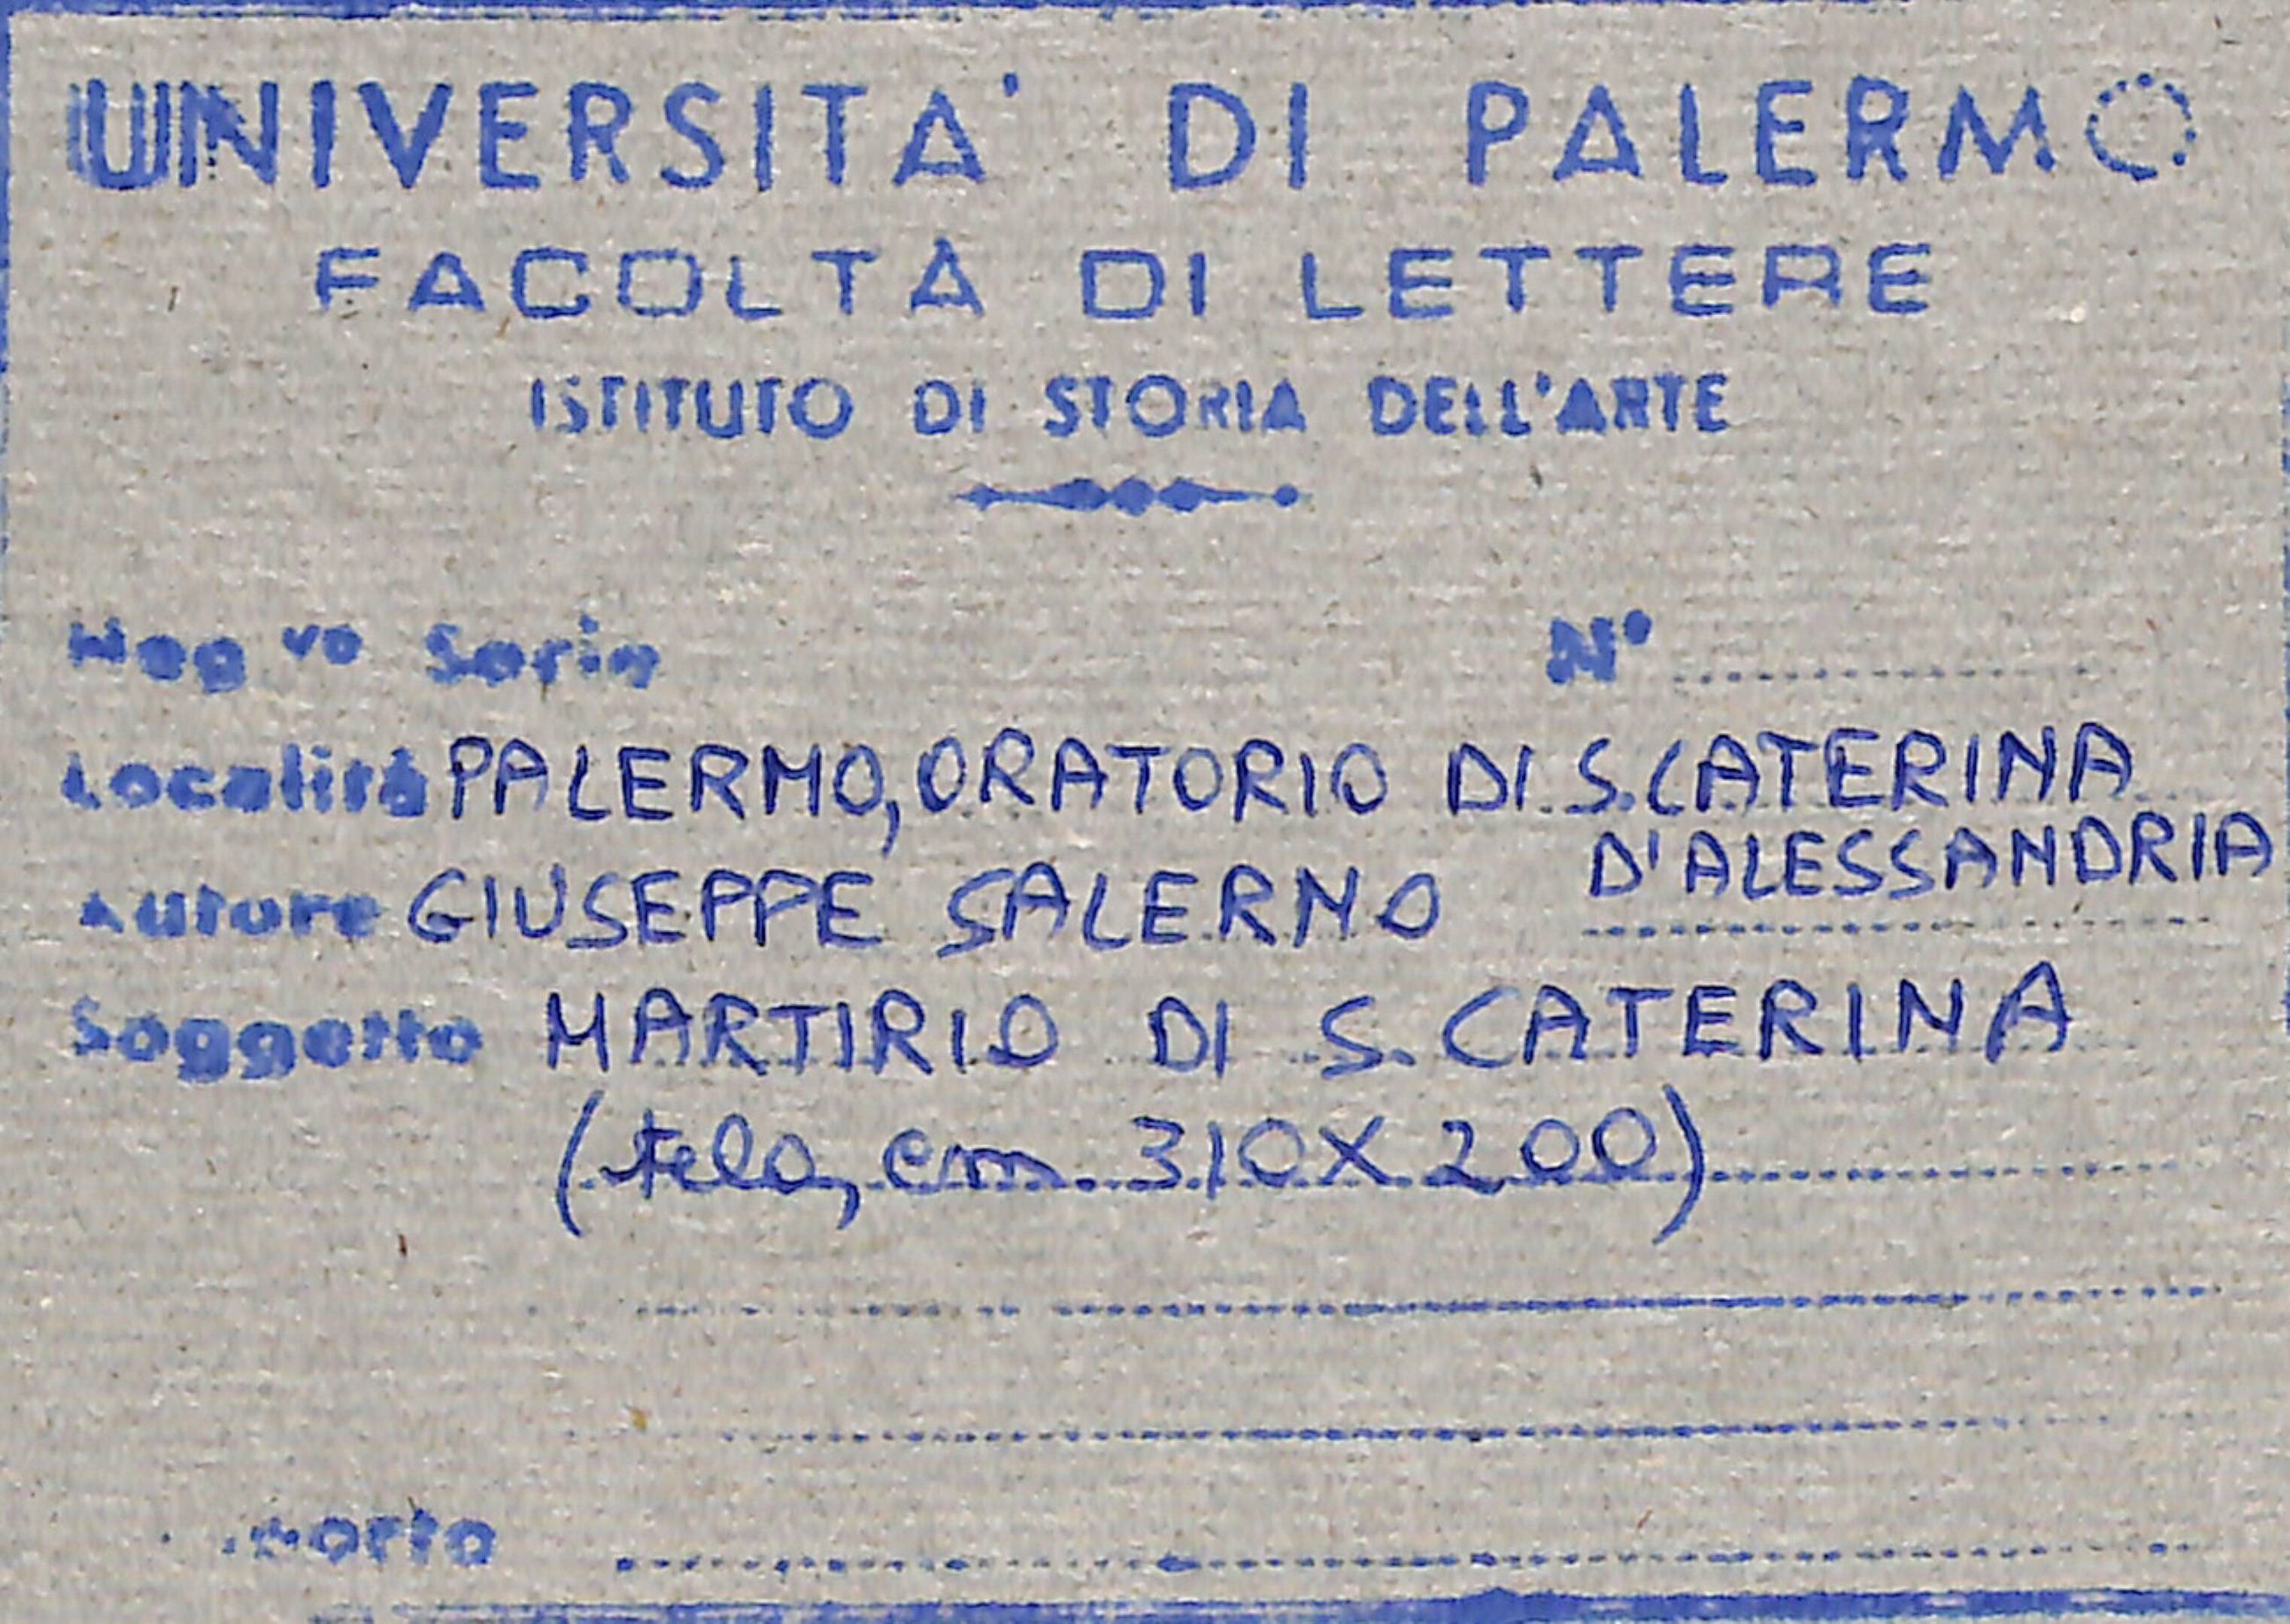 UNIVERSITA' DI PALERMO
FACOLTÀ DI LETTERE
ISTITUTO DI STORIA DELL'ARTE
Neg vo Serie N°
Località PALERMO, ORATORIO DI S. CATERINA
D'ALESSANDRIA
Autore GIUSEPPE SALERNO
Soggetto MARTIRIO DI S. CATERINA
(tela, cm. 310X200)